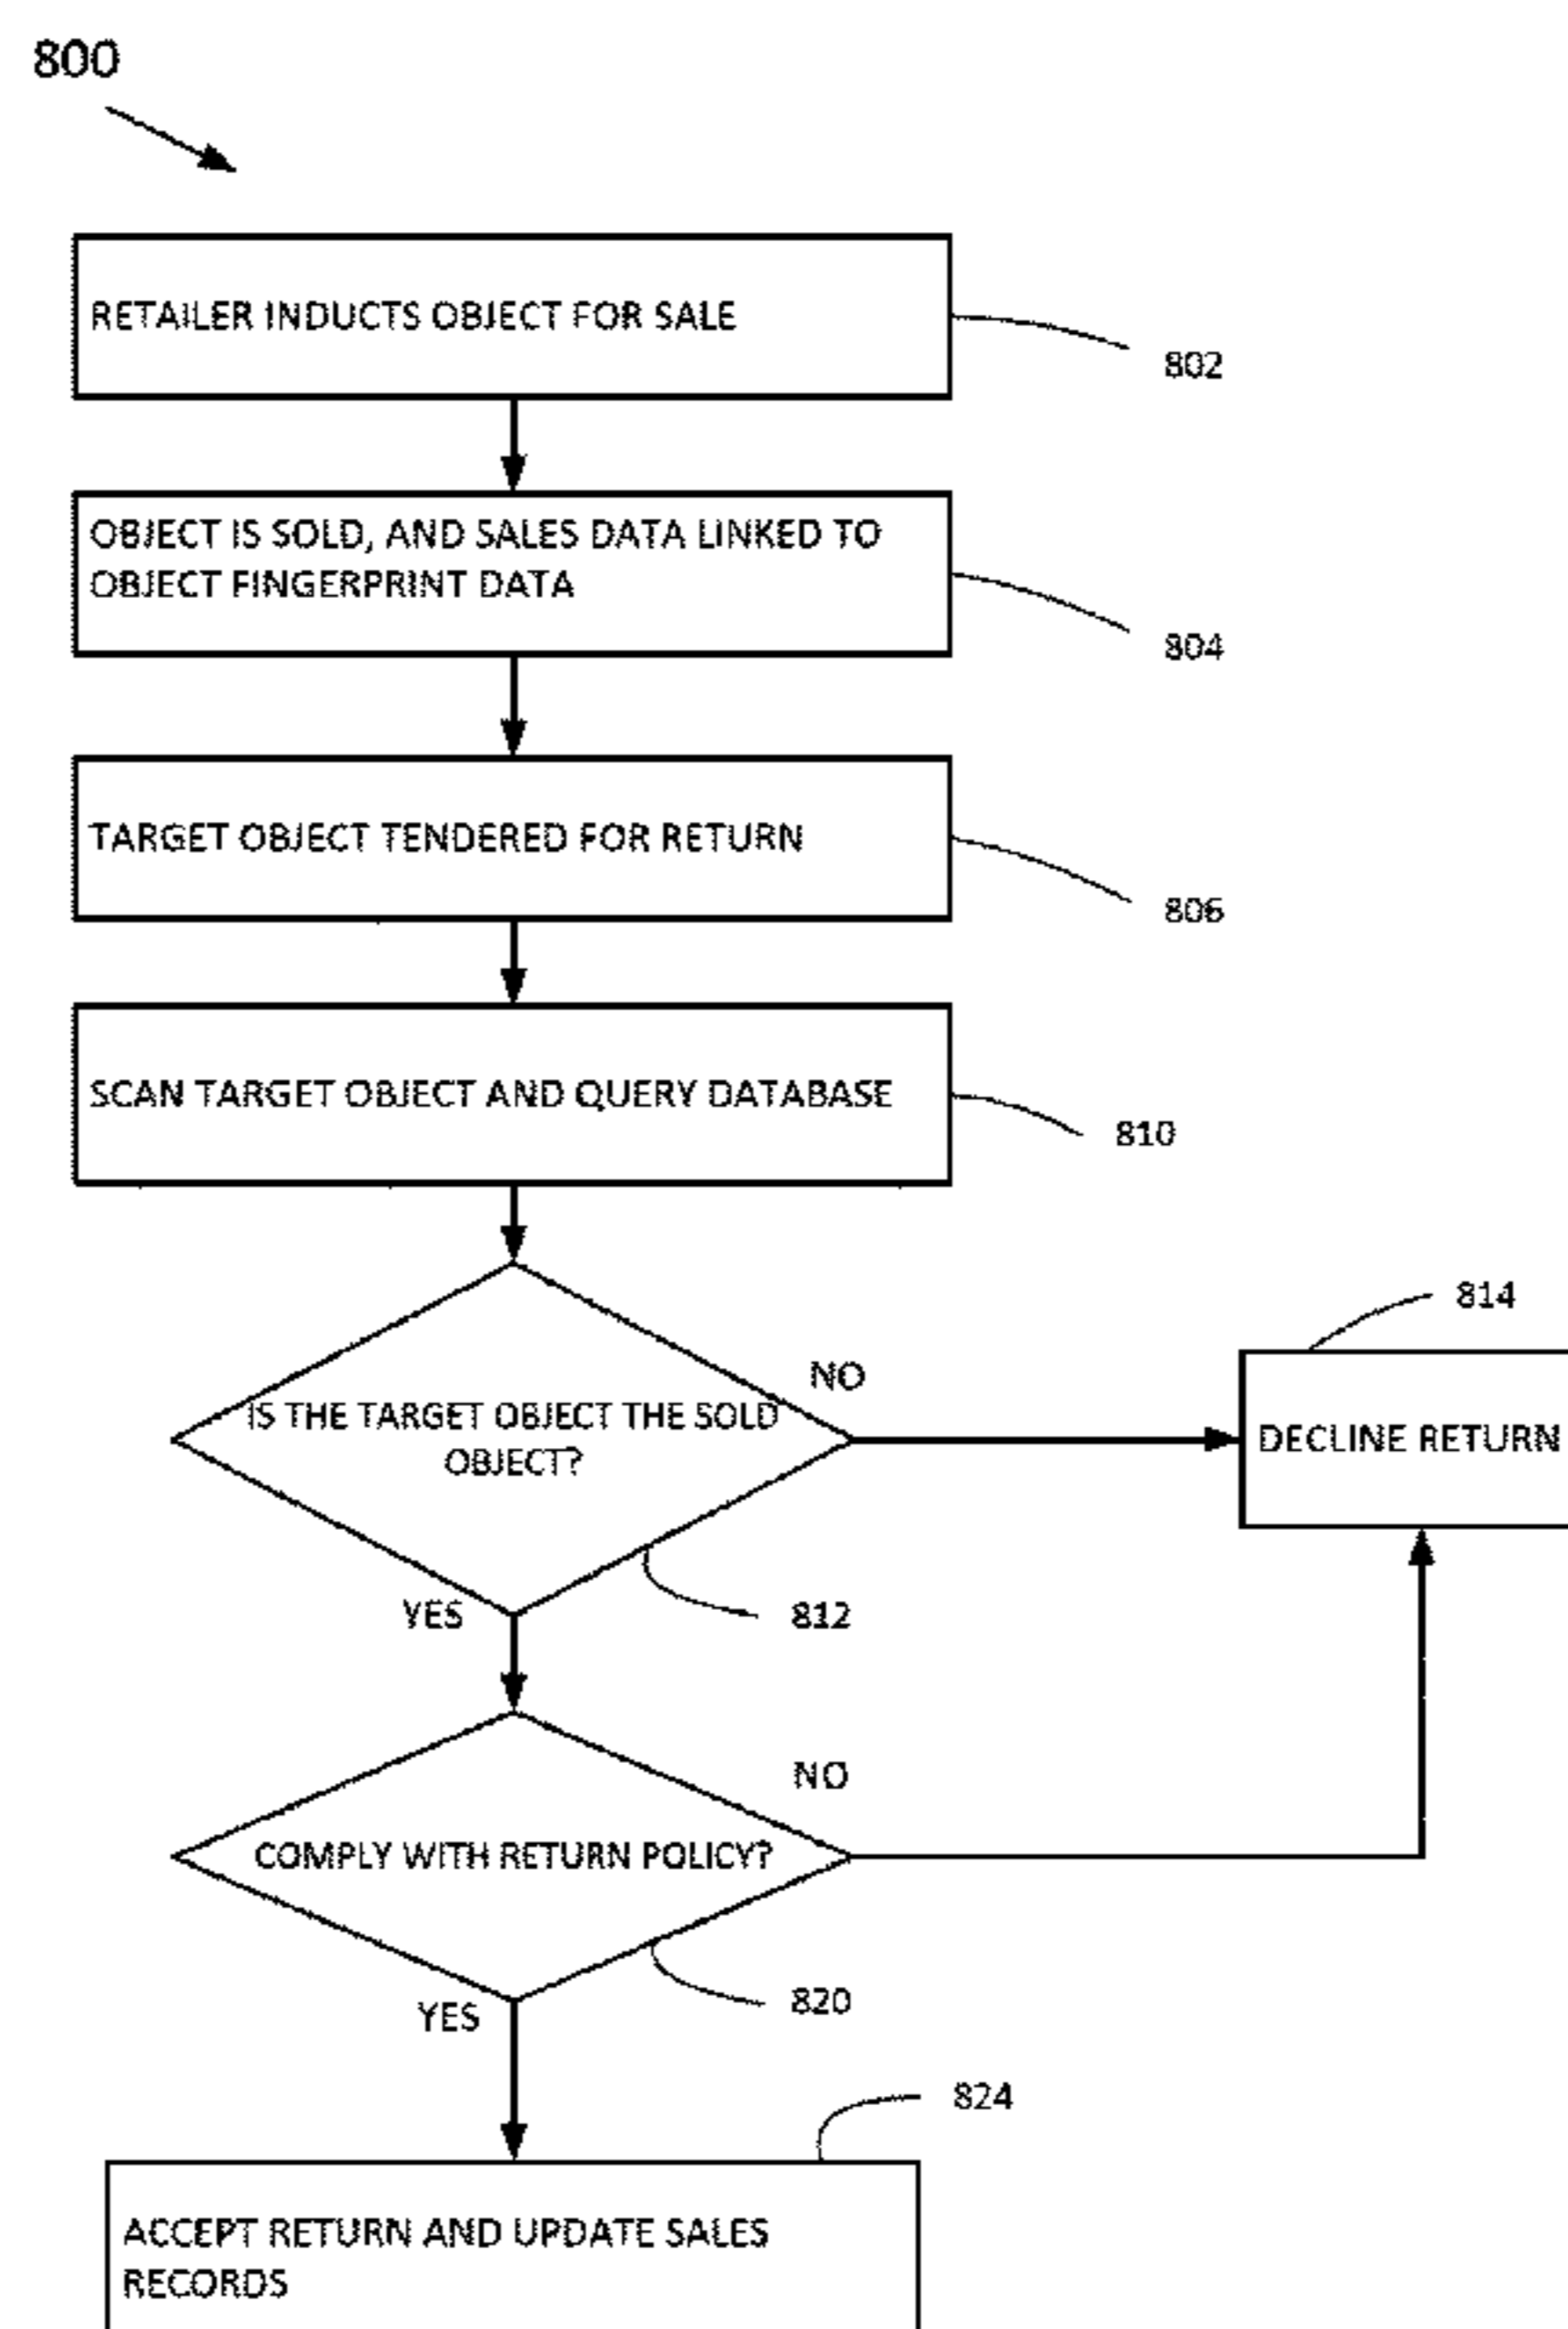 800
RETAILER INDUCTS OBJECT FOR SALE
802
OBJECT IS SOLD, AND SALES DATA LINKED TO
OBJECT FINGERPRINT DATA
804
TARGET OBJECT TENDERED FOR RETURN
806
SCAN TARGET OBJECT AND QUERY DATABASE
810
814
NO
IS THE TARGET OBJECT THE SOLD
OBJECT?
DECLINE RETURN
YES
812
NO
COMPLY WITH RETURN POLICY?
820
YES
824
ACCEPT RETURN AND UPDATE SALES
RECORDS